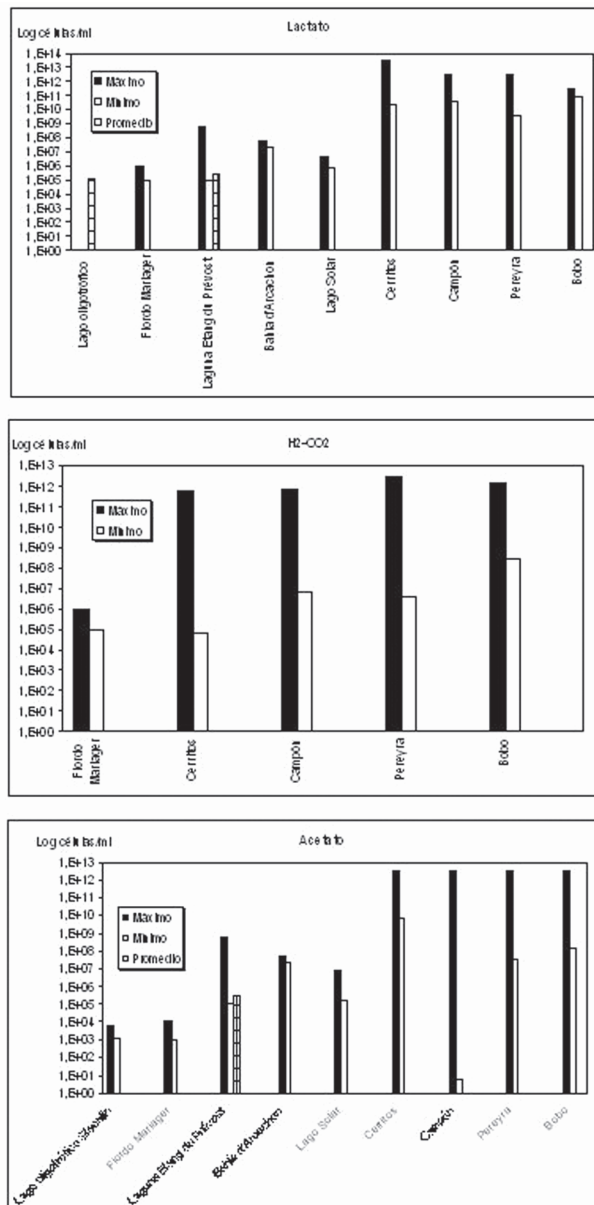 Lactato
Log células/ml
1,E+14
1,E+13
1,E+12
1,E+11
1,E+10
1,E+09
1,E+08
1,E+07
1,E+06
1,E+05
1,E+04
1,E+03
1,E+02
1,E+01
1,E+00
Máximo
Mínimo
Promedio
Lago oligotrófico
Fiordo Mariager
Laguna Etang du Prévost
Bahía d'Arcachon
Lago Solar
Cerritos
Campón
Pereyra
Bobo
H2-CO2
Log células/ml
1,E+13
1,E+12
1,E+11
1,E+10
1,E+09
1,E+08
1,E+07
1,E+06
1,E+05
1,E+04
1,E+03
1,E+02
1,E+01
1,E+00
Máximo
Mínimo
Fiordo
Mariager
Cerritos
Campón
Pereyra
Bobo
Acetato
Log células/ml
1,E+13
1,E+12
1,E+11
1,E+10
1,E+09
1,E+08
1,E+07
1,E+06
1,E+05
1,E+04
1,E+03
1,E+02
1,E+01
1,E+00
Máximo
Mínimo
Promedio
Lago oligotrófico
Fiordo Mariager
Laguna Etang du Prévost
Bahía d'Arcachon
Lago Solar
Cerritos
Campón
Pereyra
Bobo